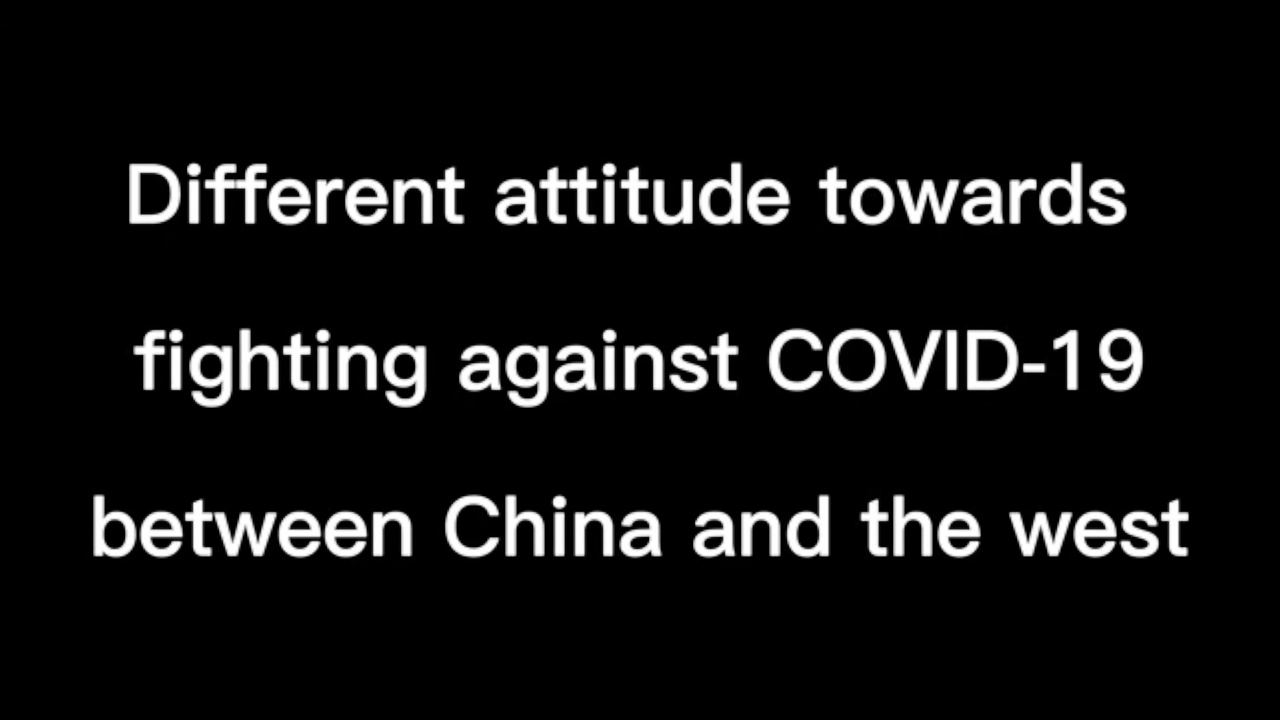 Different attitude towards
fighting against COVID-19
between China and the west